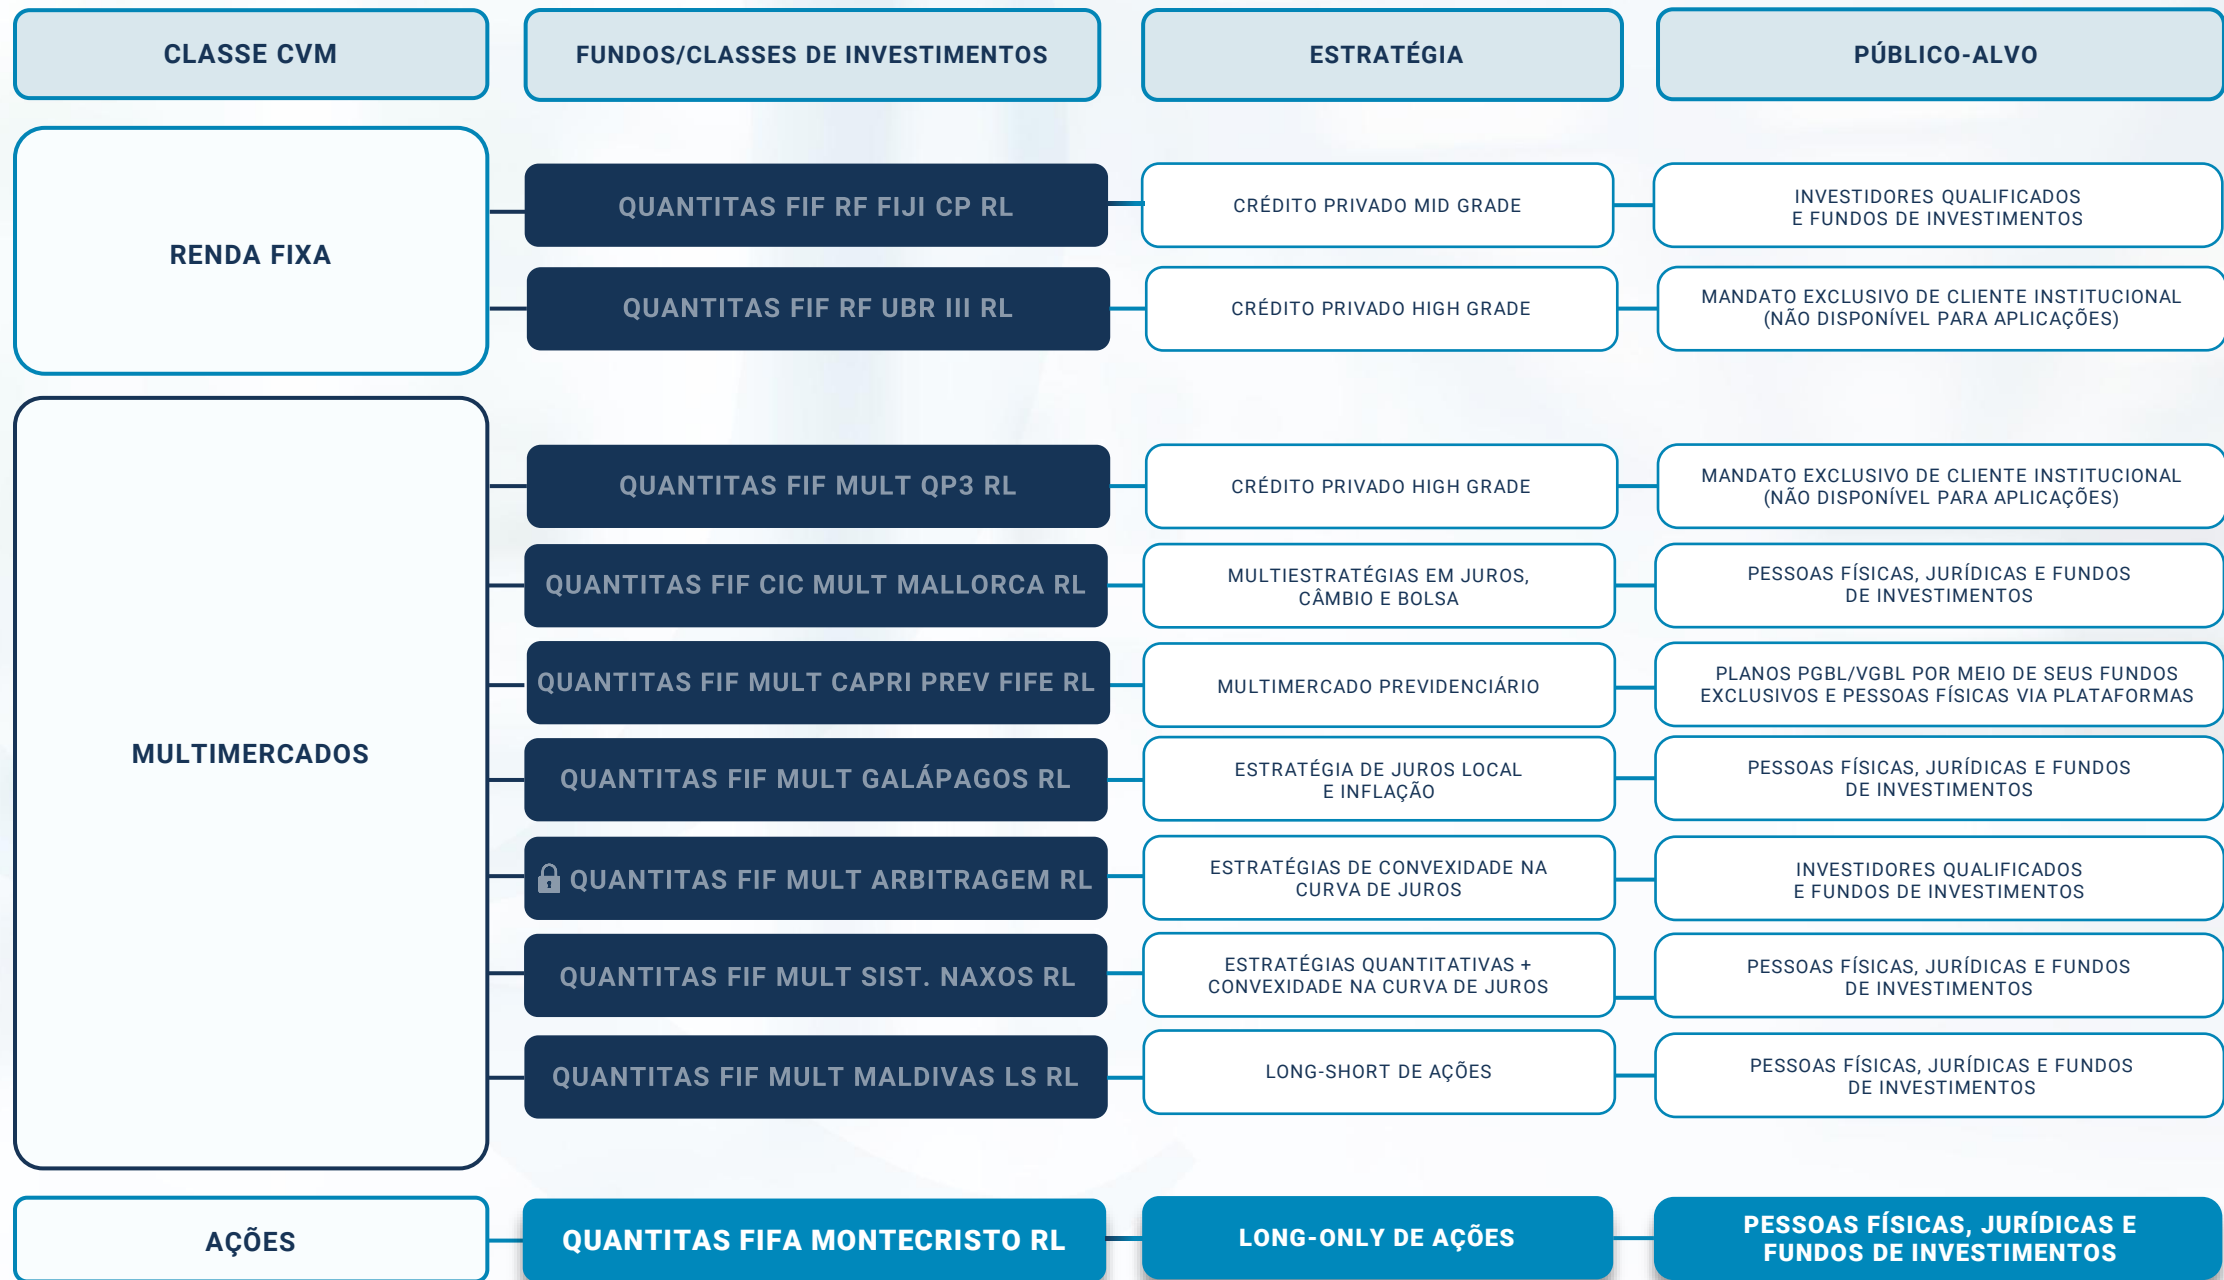 CLASSE CVM
FUNDOS/CLASSES DE INVESTIMENTOS
ESTRATÉGIA
PÚBLICO-ALVO
RENDA FIXA
QUANTITAS FIF RF FIJI CP RL
CRÉDITO PRIVADO MID GRADE
INVESTIDORES QUALIFICADOS
E FUNDOS DE INVESTIMENTOS
QUANTITAS FIF RF UBR III RL
CRÉDITO PRIVADO HIGH GRADE
MANDATO EXCLUSIVO DE CLIENTE INSTITUCIONAL
(NÃO DISPONÍVEL PARA APLICAÇÕES)
MULTIMERCADOS
QUANTITAS FIF MULT QP3 RL
CRÉDITO PRIVADO HIGH GRADE
MANDATO EXCLUSIVO DE CLIENTE INSTITUCIONAL
(NÃO DISPONÍVEL PARA APLICAÇÕES)
QUANTITAS FIF CIC MULT MALLORCA RL
MULTIESTRATÉGIAS EM JUROS,
CÂMBIO E BOLSA
PESSOAS FÍSICAS, JURÍDICAS E FUNDOS
DE INVESTIMENTOS
QUANTITAS FIF MULT CAPRI PREV FIFE RL
MULTIMERCADO PREVIDENCIÁRIO
PLANOS PGBL/VGBL POR MEIO DE SEUS FUNDOS
EXCLUSIVOS E PESSOAS FÍSICAS VIA PLATAFORMAS
QUANTITAS FIF MULT GALÁPAGOS RL
ESTRATÉGIA DE JUROS LOCAL
E INFLAÇÃO
PESSOAS FÍSICAS, JURÍDICAS E FUNDOS
DE INVESTIMENTOS
QUANTITAS FIF MULT ARBITRAGEM RL
ESTRATÉGIAS DE CONVEXIDADE NA
CURVA DE JUROS
INVESTIDORES QUALIFICADOS
E FUNDOS DE INVESTIMENTOS
QUANTITAS FIF MULT SIST. NAXOS RL
ESTRATÉGIAS QUANTITATIVAS +
CONVEXIDADE NA CURVA DE JUROS
PESSOAS FÍSICAS, JURÍDICAS E FUNDOS
DE INVESTIMENTOS
QUANTITAS FIF MULT MALDIVAS LS RL
LONG-SHORT DE AÇÕES
PESSOAS FÍSICAS, JURÍDICAS E FUNDOS
DE INVESTIMENTOS
AÇÕES
QUANTITAS FIFA MONTECRISTO RL
LONG-ONLY DE AÇÕES
PESSOAS FÍSICAS, JURÍDICAS E
FUNDOS DE INVESTIMENTOS